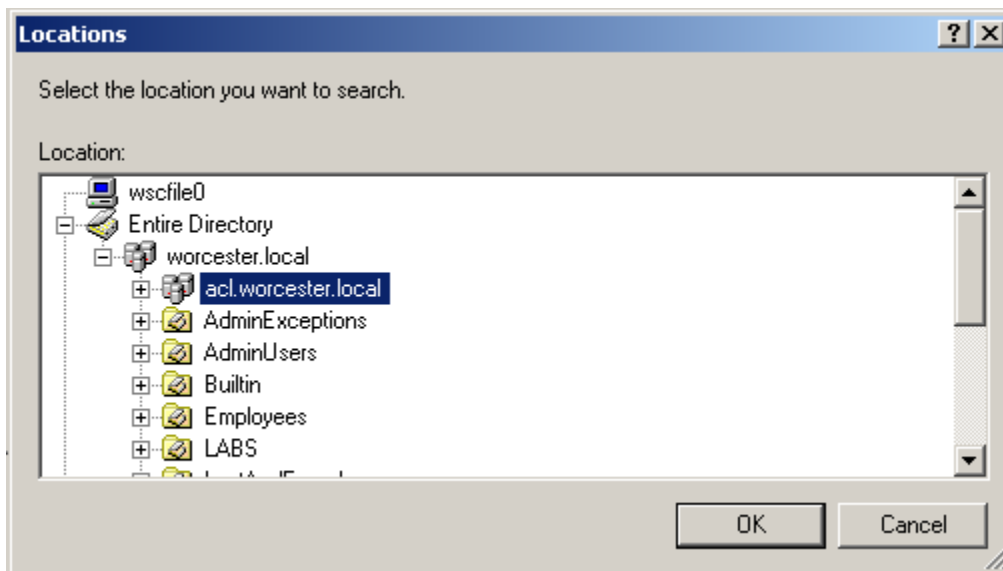 Locations
Select the location you want to search.
Location:
wscfile0
Entire Directory
worcester.local
acl.worcester.local
AdminExceptions
AdminUsers
Builtin
Employees
LABS
OK Cancel